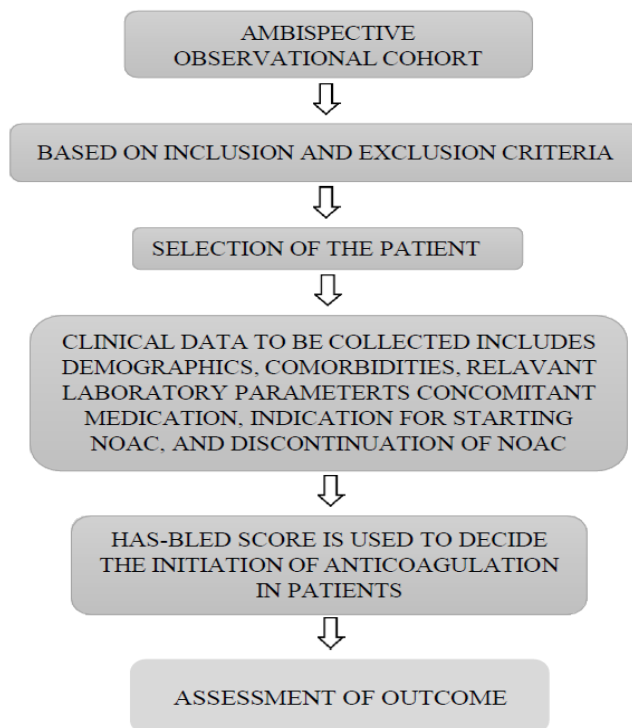 AMBISPECTIVE
OBSERVATIONAL COHORT
BASED ON INCLUSION AND EXCLUSION CRITERIA
SELECTION OF THE PATIENT
CLINICAL DATA TO BE COLLECTED INCLUDES
DEMOGRAPHICS, COMORBIDITIES, RELAVANT
LABORATORY PARAMETERTS CONCOMITANT
MEDICATION, INDICATION FOR STARTING
NOAC, AND DISCONTINUATION OF NOAC
HAS-BLED SCORE IS USED TO DECIDE
THE INITIATION OF ANTICOAGULATION
IN PATIENTS
ASSESSMENT OF OUTCOME